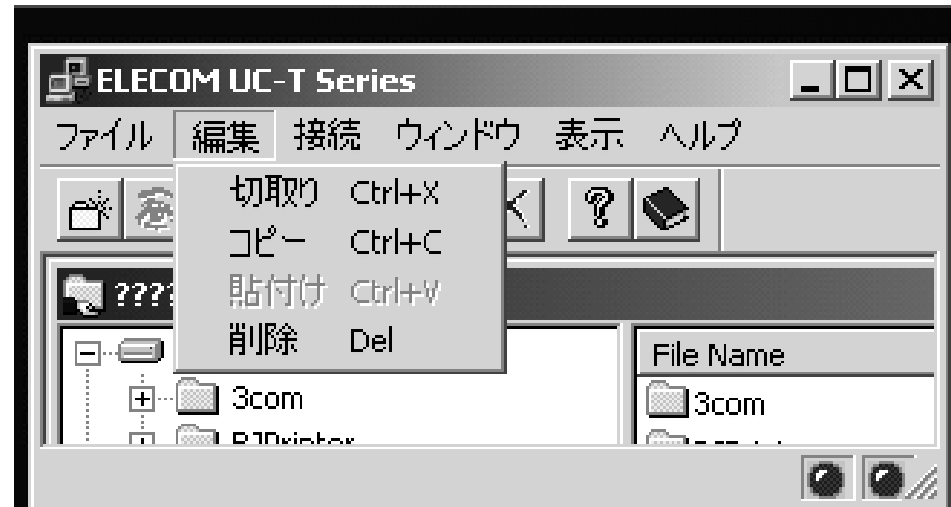 ELECOM UC-T Series
ファイル 編集 接続 ウィンドウ 表示 ヘルプ
切取り Ctrl+X
コピー Ctrl+C
貼付け Ctrl+V
削除 Del
????
File Name
3com
3com
BJPrinter